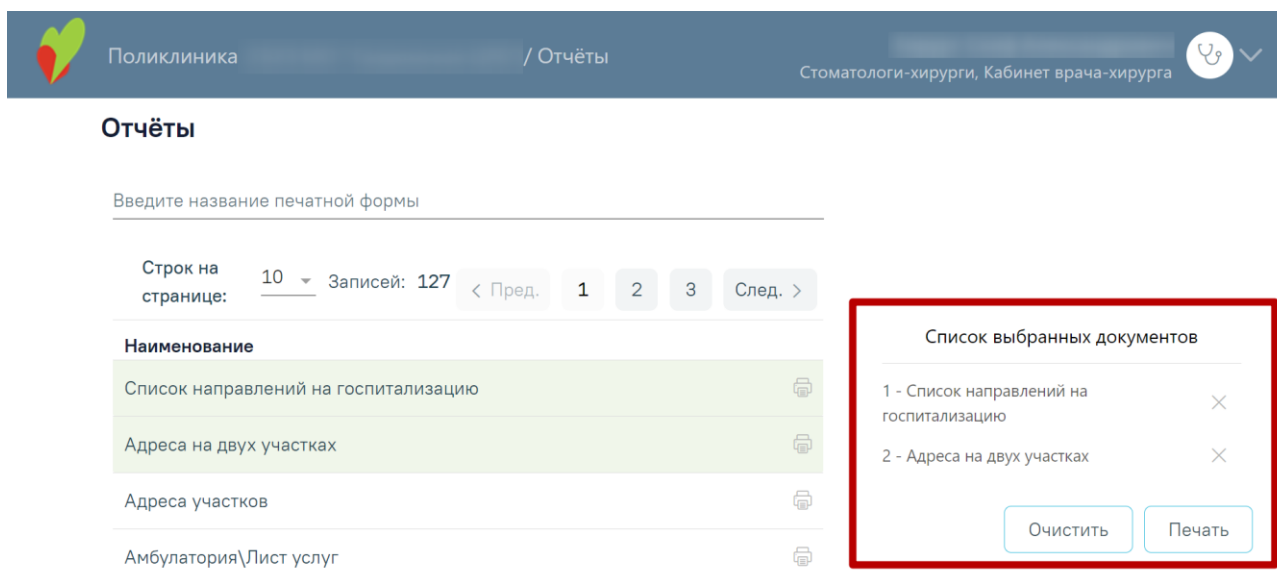 Поликлиника / Отчёты
Стоматологи-хирурги, Кабинет врача-хирурга
Отчёты
Введите название печатной формы
Строк на
странице:
10 Записей: 127 < Пред. 1 2 3 След. >
Наименование
Список направлений на госпитализацию
Адреса на двух участках
Адреса участков
Амбулатория\Лист услуг
Список выбранных документов
1 - Список направлений на
госпитализацию
2 - Адреса на двух участках
Очистить Печать